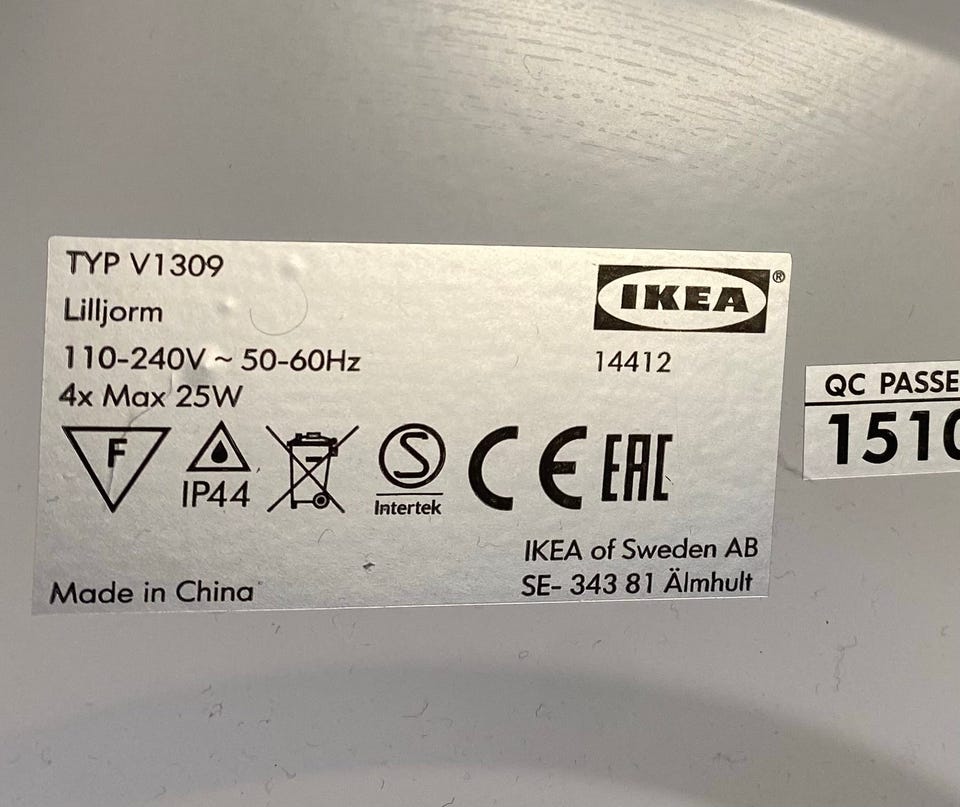 TYP V1309
Lilljorm
110-240V ~ 50-60Hz
4x Max 25W
IKEA®
14412
F
IP44
S
Intertek
CE
EAC
IKEA of Sweden AB
SE- 343 81 Älmhult
Made in China
QC PASSE
1510